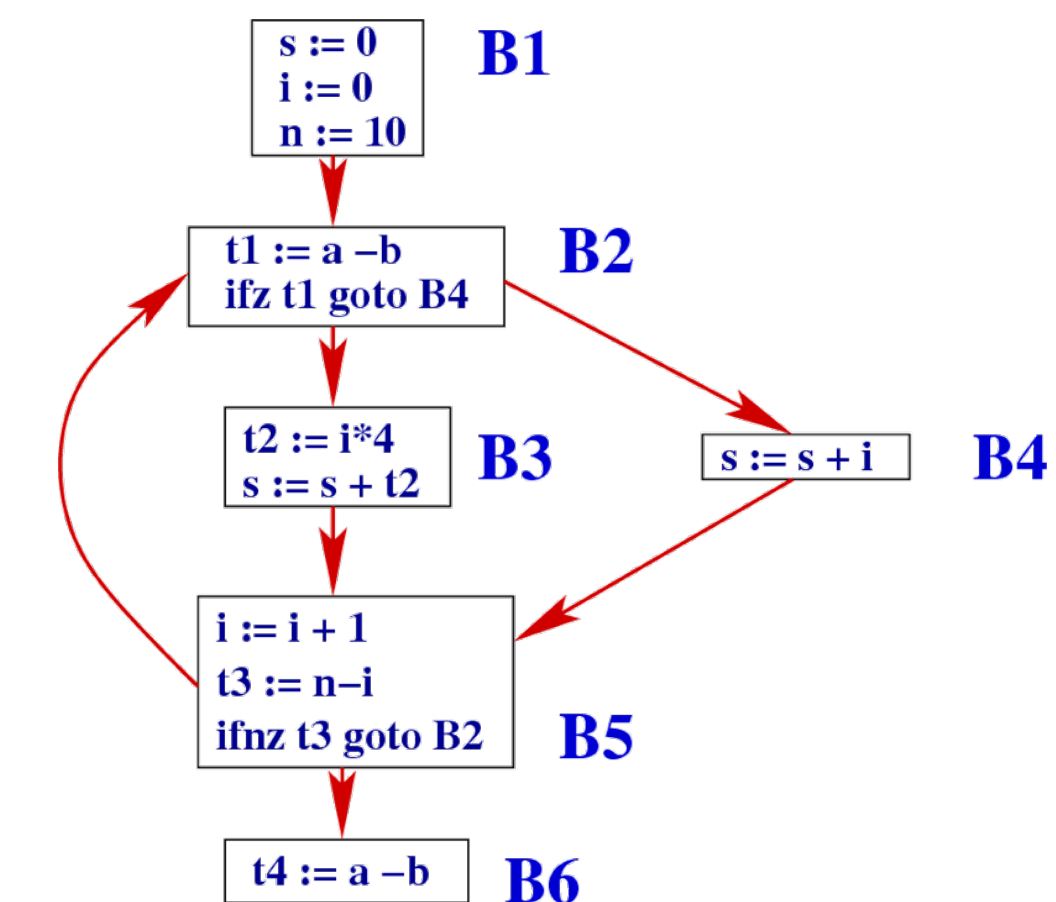 s := 0
i := 0
n := 10
B1
t1 := a –b
ifz t1 goto B4
B2
t2 := i*4
s := s + t2
B3
s := s + i
B4
i := i + 1
t3 := n–i
ifnz t3 goto B2
B5
t4 := a –b
B6